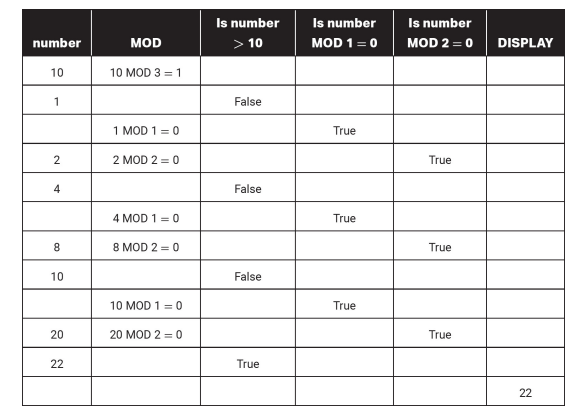 number MOD Is number > 10 Is number MOD 1 = 0 Is number MOD 2 = 0 DISPLAY
10 10 MOD 3 = 1
1 False
1 MOD 1 = 0 True
2 2 MOD 2 = 0 True
4 False
4 MOD 1 = 0 True
8 8 MOD 2 = 0 True
10 False
10 MOD 1 = 0 True
20 20 MOD 2 = 0 True
22 True
22